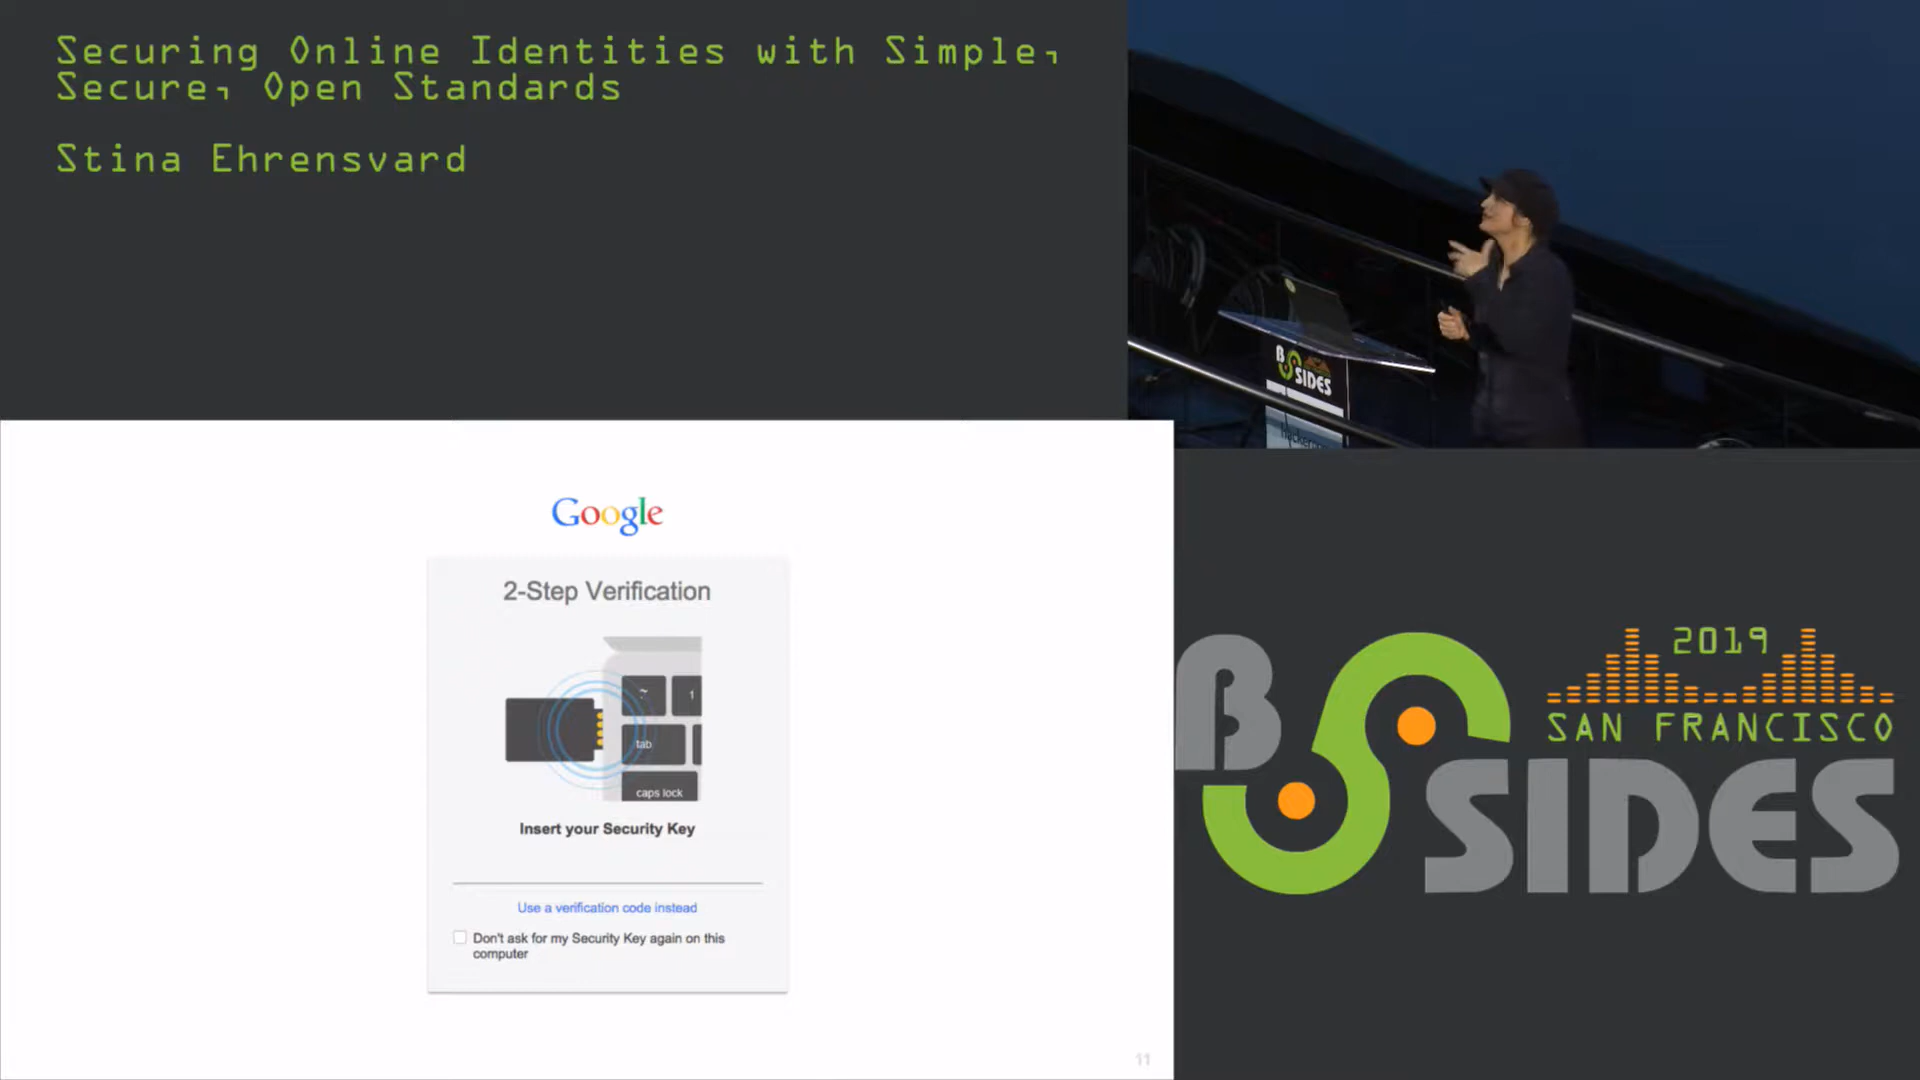 Securing Online Identities with Simple,
Secure, Open Standards
Stina Ehrensvard
B SIDES
Google
2-Step Verification
~ 1
tab
caps lock
Insert your Security Key
Use a verification code instead
Don't ask for my Security Key again on this
computer
11
2019
SAN FRANCISCO
B SIDES